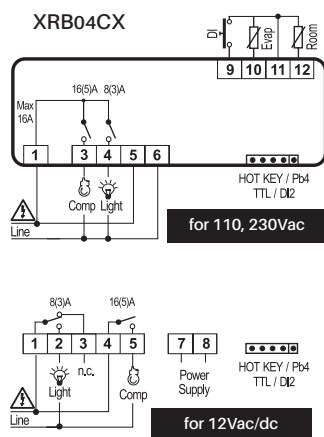 XRB04CX
DI
Evap
Room
9 10 11 12
16(5)A 8(3)A
Max
16A
1 3 4 5 6
HOT KEY / Pb4
TTL / DI2
Comp Light
Line
for 110, 230Vac
8(3)A 16(5)A
1 2 3 4 5 7 8
n.c.
HOT KEY / Pb4
TTL / DI2
Light Comp
Power
Supply
Line
for 12Vac/dc